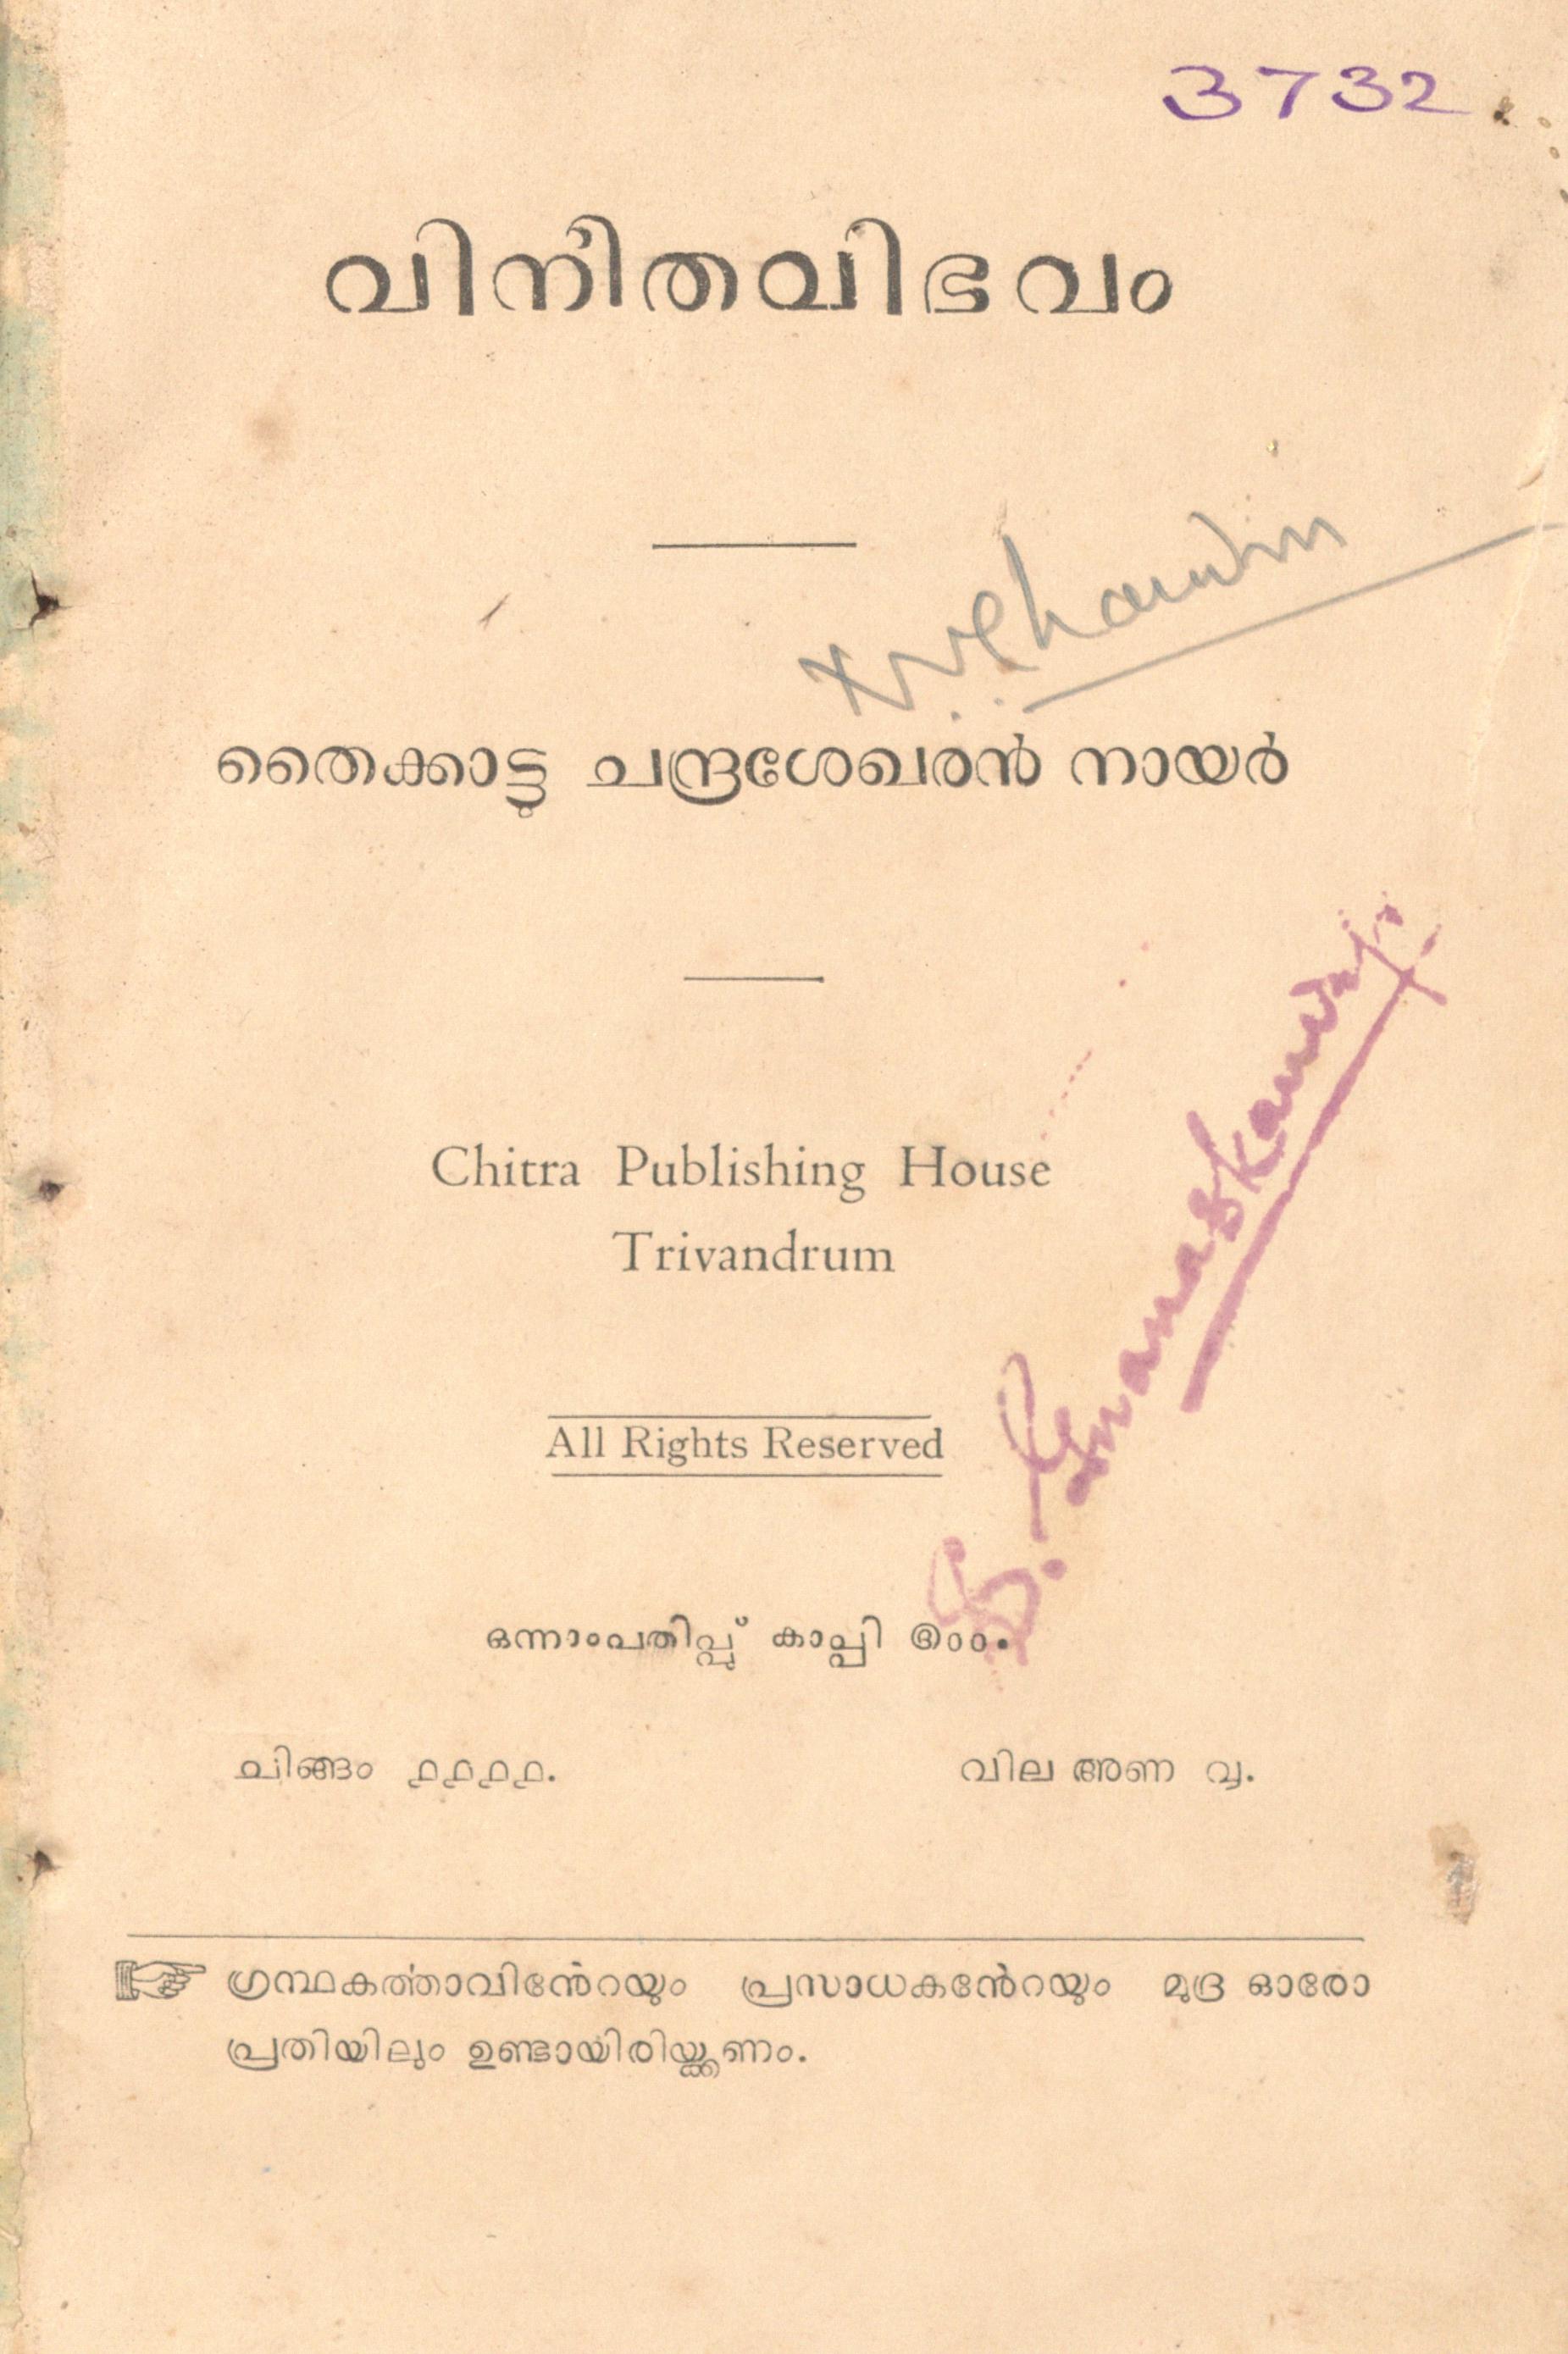 3732
വിനീതവിഭവം
തൈക്കാട്ടു ചന്ദ്രശേഖരൻ നായർ
Chitra Publishing House
Trivandrum
All Rights Reserved
ഒന്നാംപതിപ്പു് കാപ്പി ൫൦൦.
ചിങ്ങം ൧൧൧൧.
വില അണ ൮.
☞ ഗ്രന്ഥകർത്താവിൻേറയും പ്രസാധകൻേറയും മുദ്ര ഓരോ
പ്രതിയിലും ഉണ്ടായിരിയ്ക്കണം.